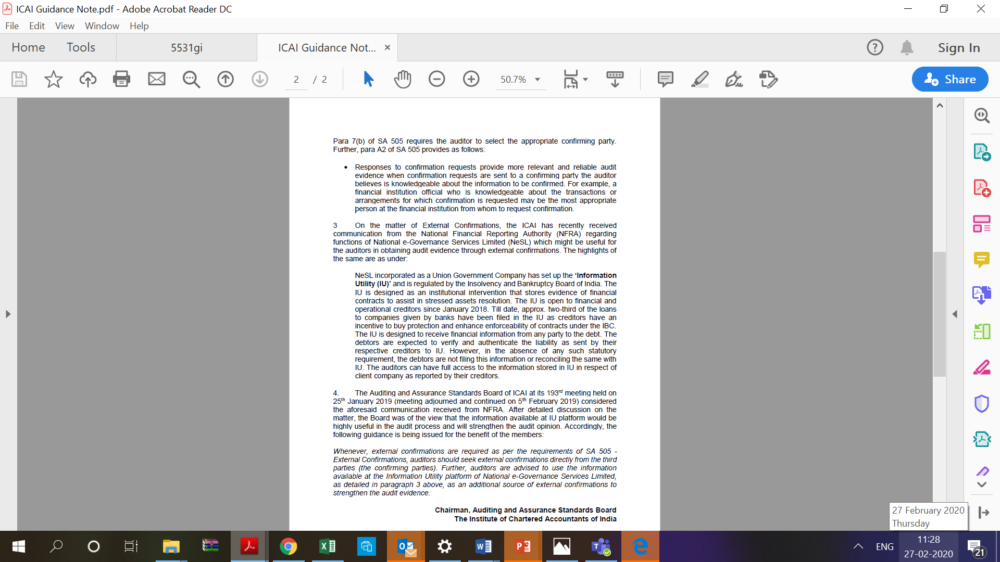 ICAI Guidance Note.pdf - Adobe Acrobat Reader DC
File Edit View Window Help
Home Tools 5531gi ICAI Guidance Not... × Sign In
2 / 2 50.7% Share
Para 7(b) of SA 505 requires the auditor to select the appropriate confirming party.
Further, para A2 of SA 505 provides as follows:
• Responses to confirmation requests provide more relevant and reliable audit
evidence when confirmation requests are sent to a confirming party the auditor
believes is knowledgeable about the information to be confirmed. For example, a
financial institution official who is knowledgeable about the transactions or
arrangements for which confirmation is requested may be the most appropriate
person at the financial institution from whom to request confirmation.
3 On the matter of External Confirmations, the ICAI has recently received
communication from the National Financial Reporting Authority (NFRA) regarding
functions of National e-Governance Services Limited (NeSL) which might be useful for
the auditors in obtaining audit evidence through external confirmations. The highlights of
the same are as under:
NeSL incorporated as a Union Government Company has set up the ‘Information
Utility (IU)’ and is regulated by the Insolvency and Bankruptcy Board of India. The
IU is designed as an institutional intervention that stores evidence of financial
contracts to assist in stressed assets resolution. The IU is open to financial and
operational creditors since January 2018. Till date, approx. two-third of the loans
to companies given by banks have been filed in the IU as creditors have an
incentive to buy protection and enhance enforceability of contracts under the IBC.
The IU is designed to receive financial information from any party to the debt. The
debtors are expected to verify and authenticate the liability as sent by their
respective creditors to IU. However, in the absence of any such statutory
requirement, the debtors are not filing this information or reconciling the same with
IU. The auditors can have full access to the information stored in IU in respect of
client company as reported by their creditors.
4. The Auditing and Assurance Standards Board of ICAI at its 193rd meeting held on
25th January 2019 (meeting adjourned and continued on 5th February 2019) considered
the aforesaid communication received from NFRA. After detailed discussion on the
matter, the Board was of the view that the information available at IU platform would be
highly useful in the audit process and will strengthen the audit opinion. Accordingly, the
following guidance is being issued for the benefit of the members:
Whenever, external confirmations are required as per the requirements of SA 505 -
External Confirmations, auditors should seek external confirmations directly from the third
parties (the confirming parties). Further, auditors are advised to use the information
available at the Information Utility platform of National e-Governance Services Limited,
as detailed in paragraph 3 above, as an additional source of external confirmations to
strengthen the audit evidence.
Chairman, Auditing and Assurance Standards Board
The Institute of Chartered Accountants of India
27 February 2020
Thursday
ENG
11:28
27-02-2020
21